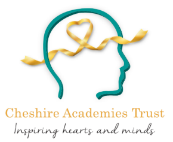 Cheshire Academies Trust
Inspiring hearts and minds